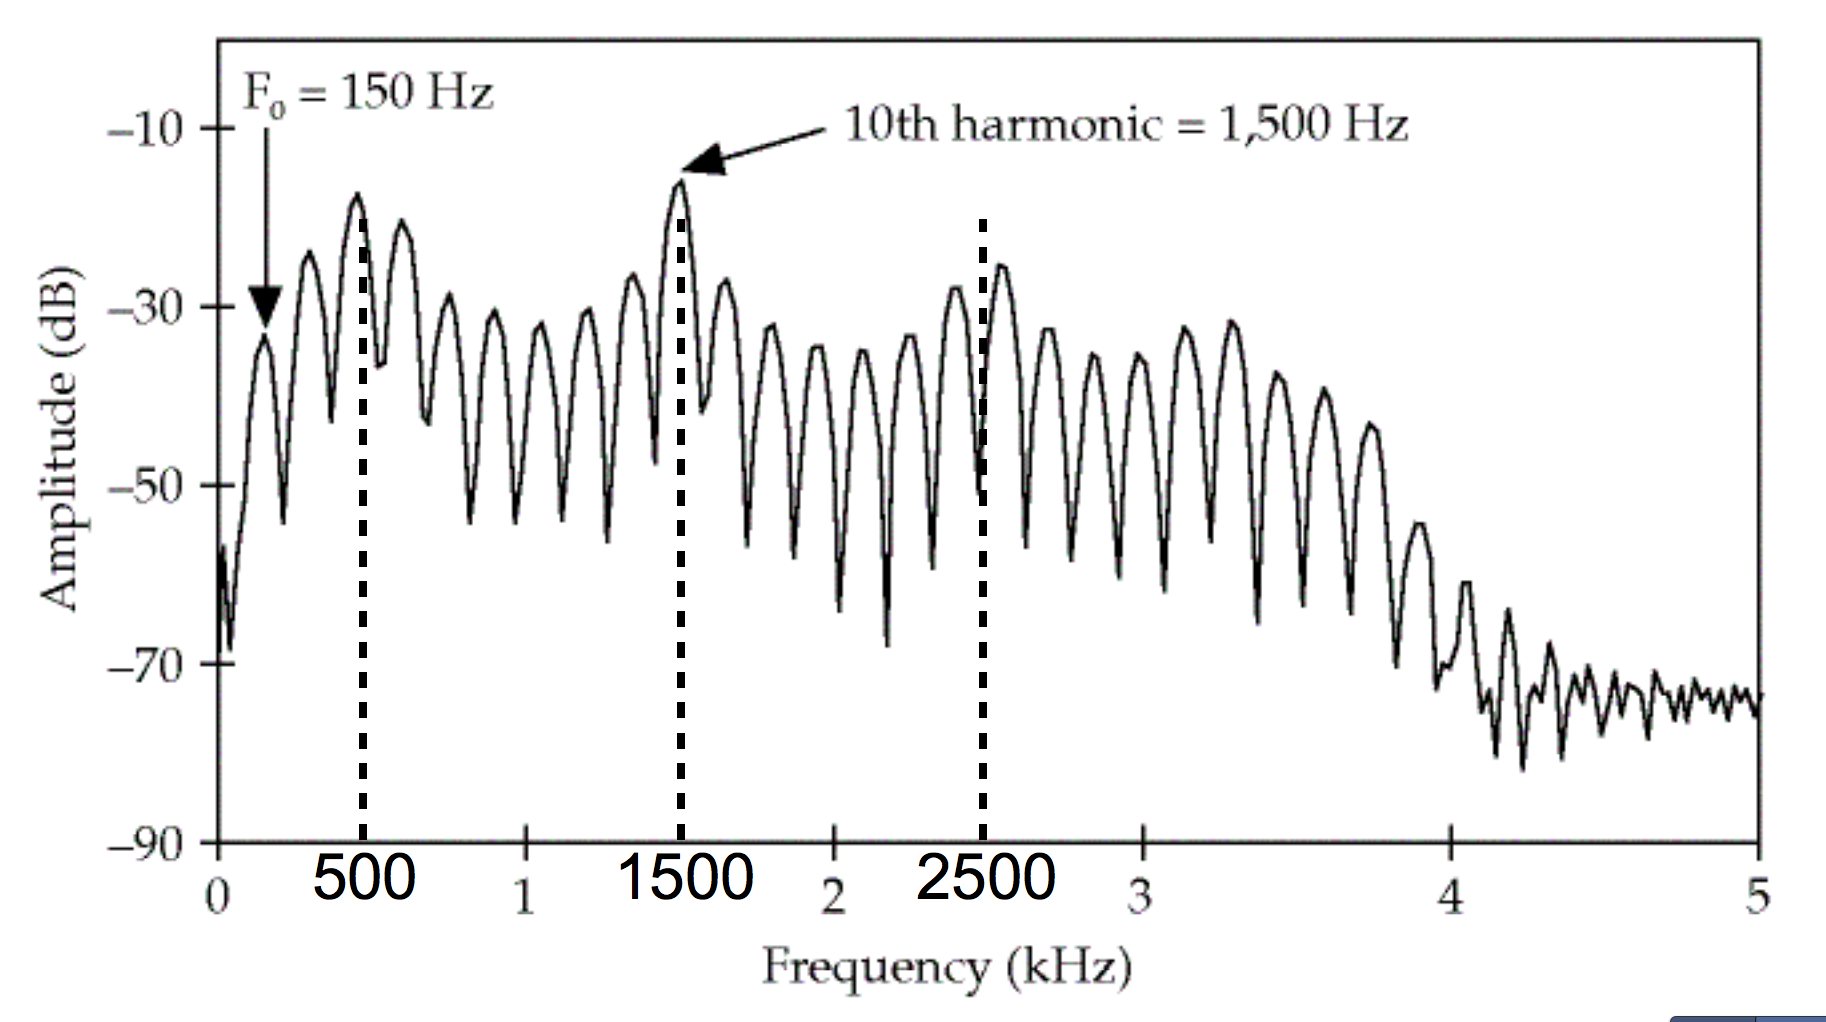 F₀ = 150 Hz
10th harmonic = 1,500 Hz
–10
–30
–50
–70
–90
Amplitude (dB)
0 500 1 1500 2 2500 3 4 5
Frequency (kHz)